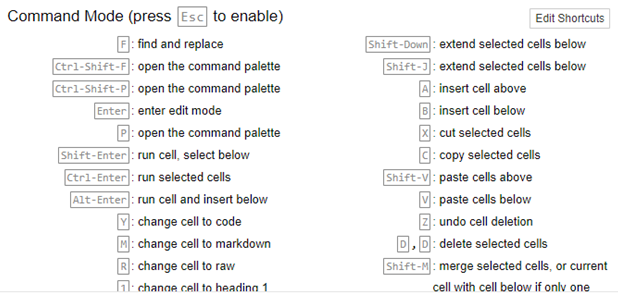 Command Mode (press Esc to enable)
Edit Shortcuts
F : find and replace
Ctrl-Shift-F : open the command palette
Ctrl-Shift-P : open the command palette
Enter : enter edit mode
P : open the command palette
Shift-Enter : run cell, select below
Ctrl-Enter : run selected cells
Alt-Enter : run cell and insert below
Y : change cell to code
M : change cell to markdown
R : change cell to raw
1 : change cell to heading 1
Shift-Down : extend selected cells below
Shift-J : extend selected cells below
A : insert cell above
B : insert cell below
X : cut selected cells
C : copy selected cells
Shift-V : paste cells above
V : paste cells below
Z : undo cell deletion
D , D : delete selected cells
Shift-M : merge selected cells, or current
cell with cell below if only one